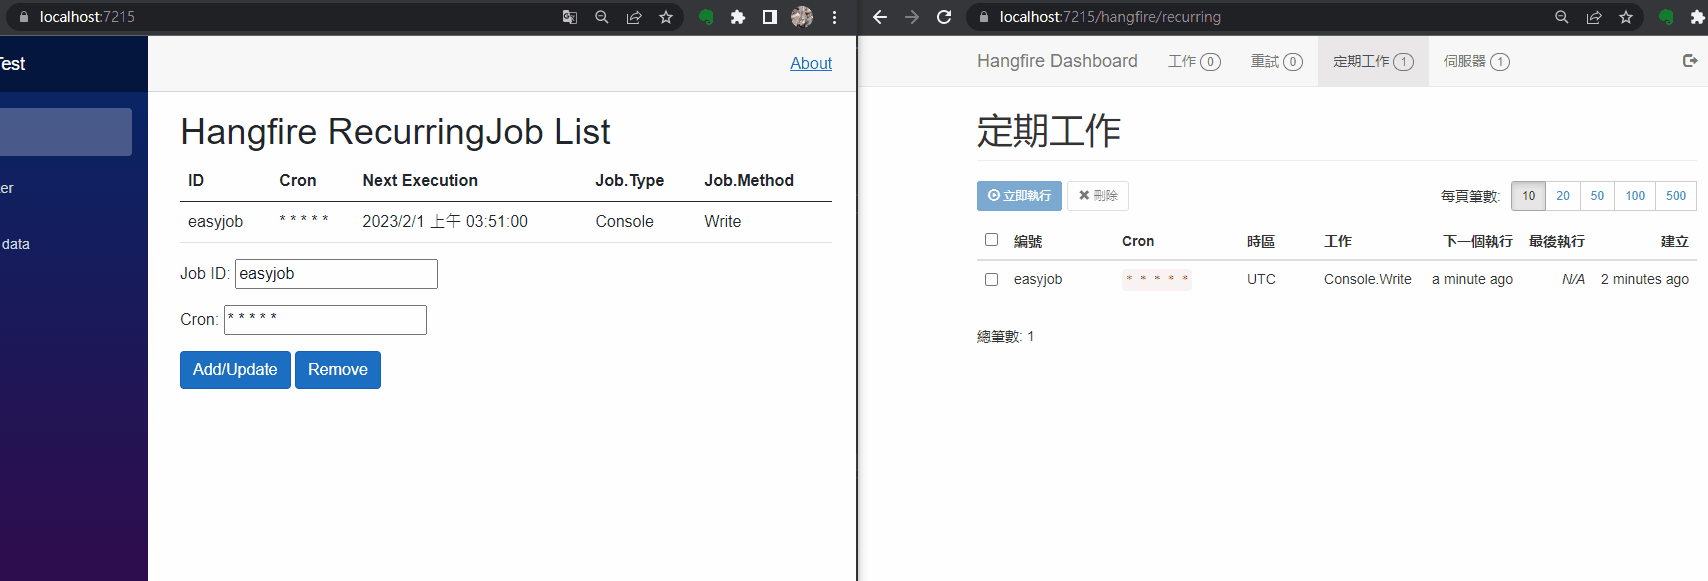 localhost:7215
Test
About
ter
data
Hangfire RecurringJob List
ID Cron Next Execution Job.Type Job.Method
easyjob * * * * * 2023/2/1 上午 03:51:00 Console Write
Job ID: easyjob
Cron: * * * * *
Add/Update Remove
localhost:7215/hangfire/recurring
Hangfire Dashboard 工作 0 重試 0 定期工作 1 伺服器 1
定期工作
立即執行 刪除 每頁筆數: 10 20 50 100 500
編號 Cron 時區 工作 下一個執行 最後執行 建立
easyjob * * * * * UTC Console.Write a minute ago N/A 2 minutes ago
總筆數: 1